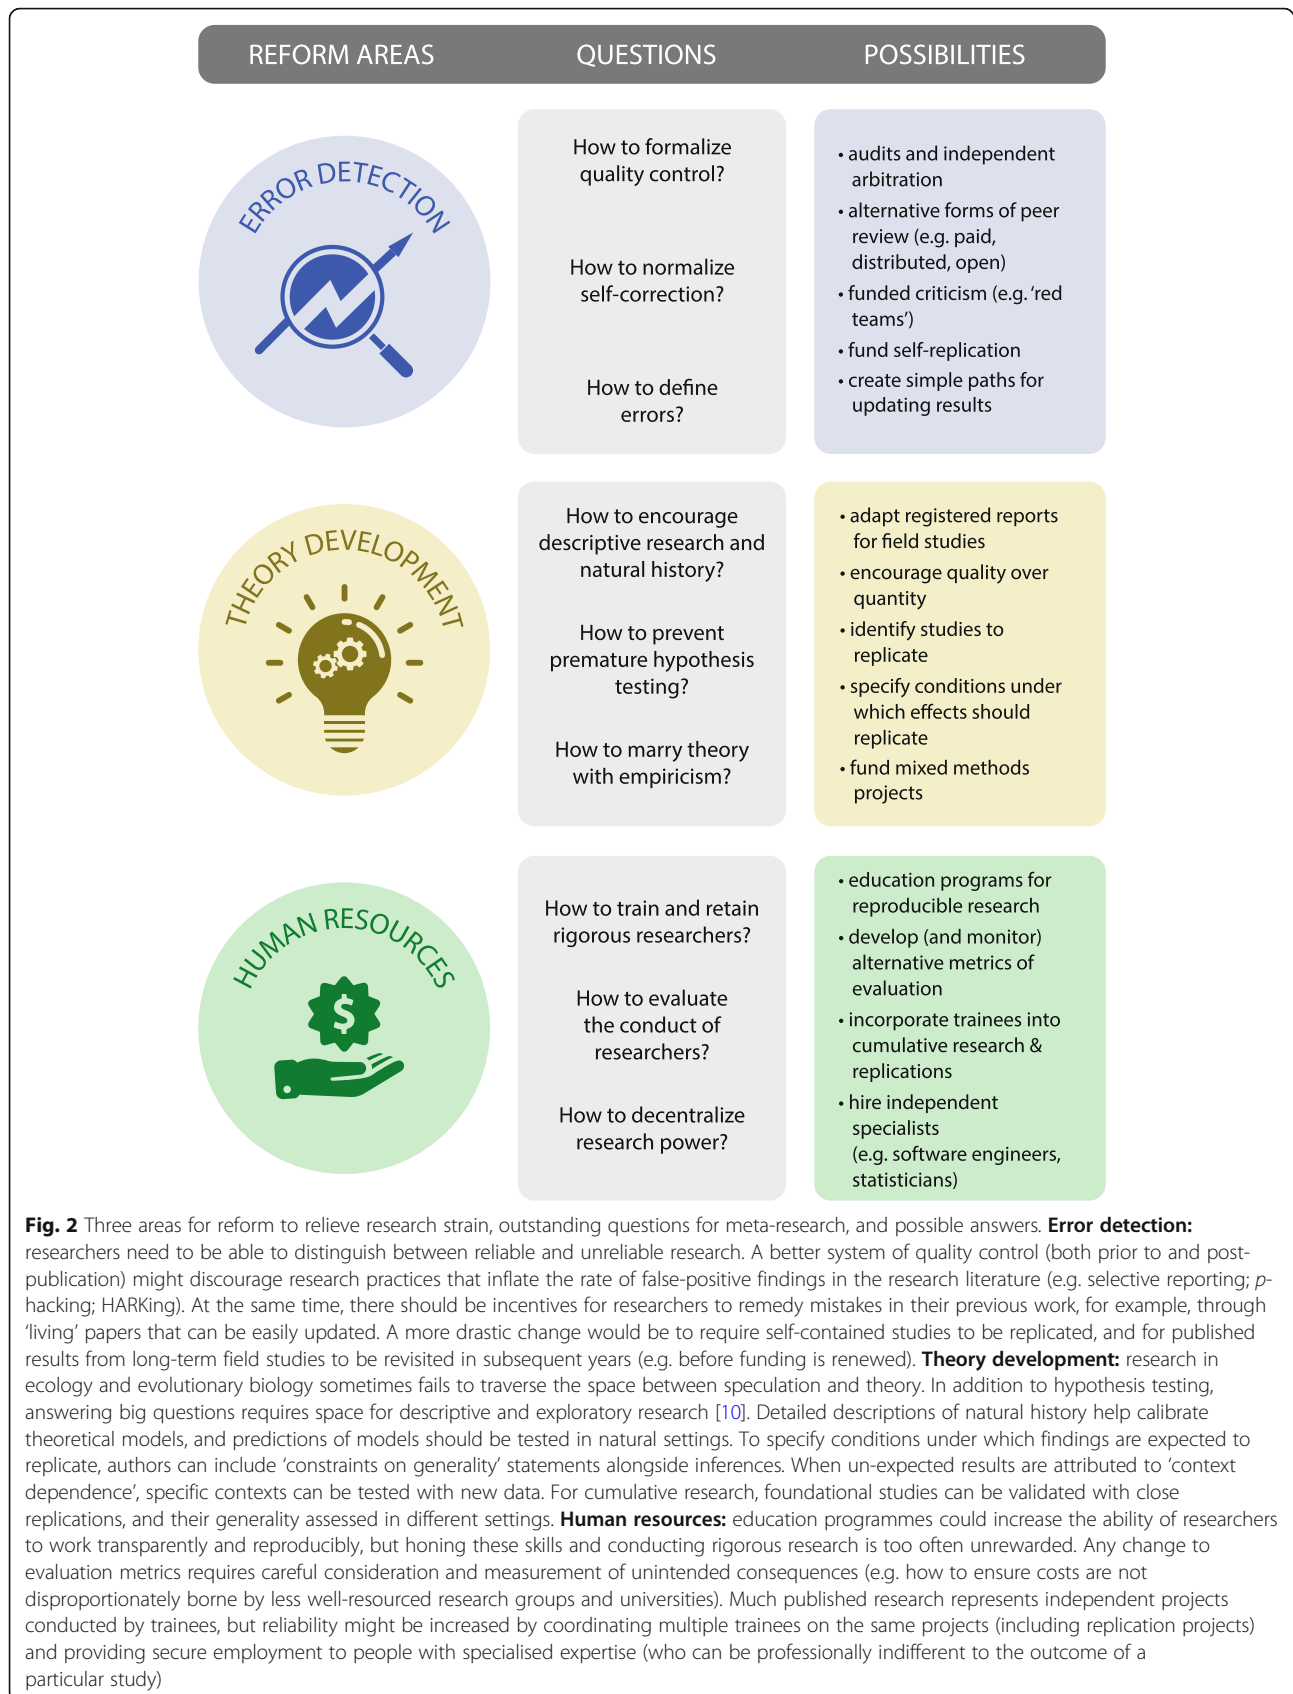 REFORM AREAS QUESTIONS POSSIBILITIES
ERROR DETECTION
How to formalize
quality control?
How to normalize
self-correction?
How to define
errors?
• audits and independent
arbitration
• alternative forms of peer
review (e.g. paid,
distributed, open)
• funded criticism (e.g. ‘red
teams’)
• fund self-replication
• create simple paths for
updating results
THEORY DEVELOPMENT
How to encourage
descriptive research and
natural history?
How to prevent
premature hypothesis
testing?
How to marry theory
with empiricism?
• adapt registered reports
for field studies
• encourage quality over
quantity
• identify studies to
replicate
• specify conditions under
which effects should
replicate
• fund mixed methods
projects
HUMAN RESOURCES
$
How to train and retain
rigorous researchers?
How to evaluate
the conduct of
researchers?
How to decentralize
research power?
• education programs for
reproducible research
• develop (and monitor)
alternative metrics of
evaluation
• incorporate trainees into
cumulative research &
replications
• hire independent
specialists
(e.g. software engineers,
statisticians)
Fig. 2 Three areas for reform to relieve research strain, outstanding questions for meta-research, and possible answers. Error detection:
researchers need to be able to distinguish between reliable and unreliable research. A better system of quality control (both prior to and post-
publication) might discourage research practices that inflate the rate of false-positive findings in the research literature (e.g. selective reporting; p-
hacking; HARKing). At the same time, there should be incentives for researchers to remedy mistakes in their previous work, for example, through
‘living’ papers that can be easily updated. A more drastic change would be to require self-contained studies to be replicated, and for published
results from long-term field studies to be revisited in subsequent years (e.g. before funding is renewed). Theory development: research in
ecology and evolutionary biology sometimes fails to traverse the space between speculation and theory. In addition to hypothesis testing,
answering big questions requires space for descriptive and exploratory research [10]. Detailed descriptions of natural history help calibrate
theoretical models, and predictions of models should be tested in natural settings. To specify conditions under which findings are expected to
replicate, authors can include ‘constraints on generality’ statements alongside inferences. When un-expected results are attributed to ‘context
dependence’, specific contexts can be tested with new data. For cumulative research, foundational studies can be validated with close
replications, and their generality assessed in different settings. Human resources: education programmes could increase the ability of researchers
to work transparently and reproducibly, but honing these skills and conducting rigorous research is too often unrewarded. Any change to
evaluation metrics requires careful consideration and measurement of unintended consequences (e.g. how to ensure costs are not
disproportionately borne by less well-resourced research groups and universities). Much published research represents independent projects
conducted by trainees, but reliability might be increased by coordinating multiple trainees on the same projects (including replication projects)
and providing secure employment to people with specialised expertise (who can be professionally indifferent to the outcome of a
particular study)